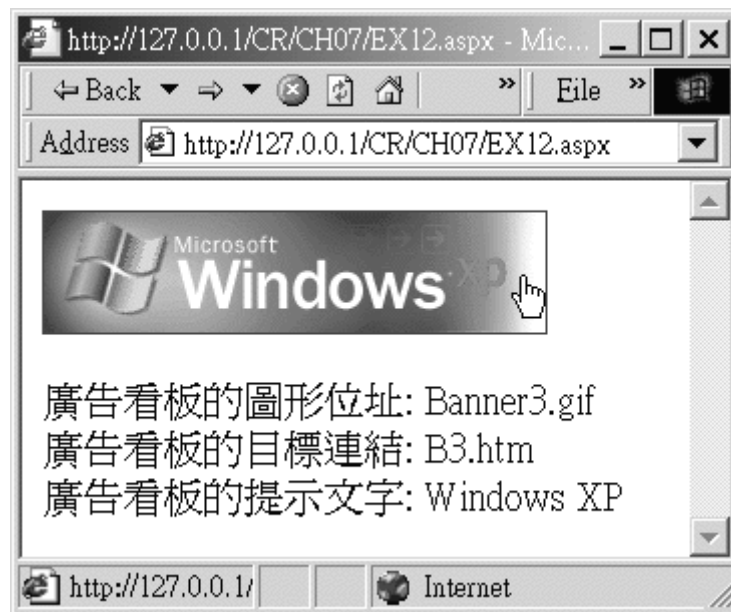 http://127.0.0.1/CR/CH07/EX12.aspx - Mic...
Back » File »
Address http://127.0.0.1/CR/CH07/EX12.aspx
Microsoft
Windows xp
廣告看板的圖形位址: Banner3.gif
廣告看板的目標連結: B3.htm
廣告看板的提示文字: Windows XP
http://127.0.0.1/ Internet